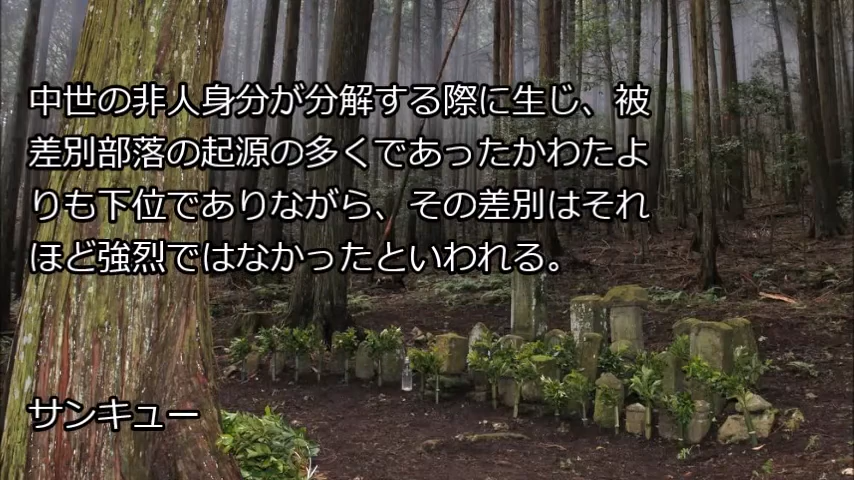 中世の非人身分が分解する際に生じ、被
差別部落の起源の多くであったかわたよ
りも下位でありながら、その差別はそれ
ほど強烈ではなかったといわれる。
サンキュー